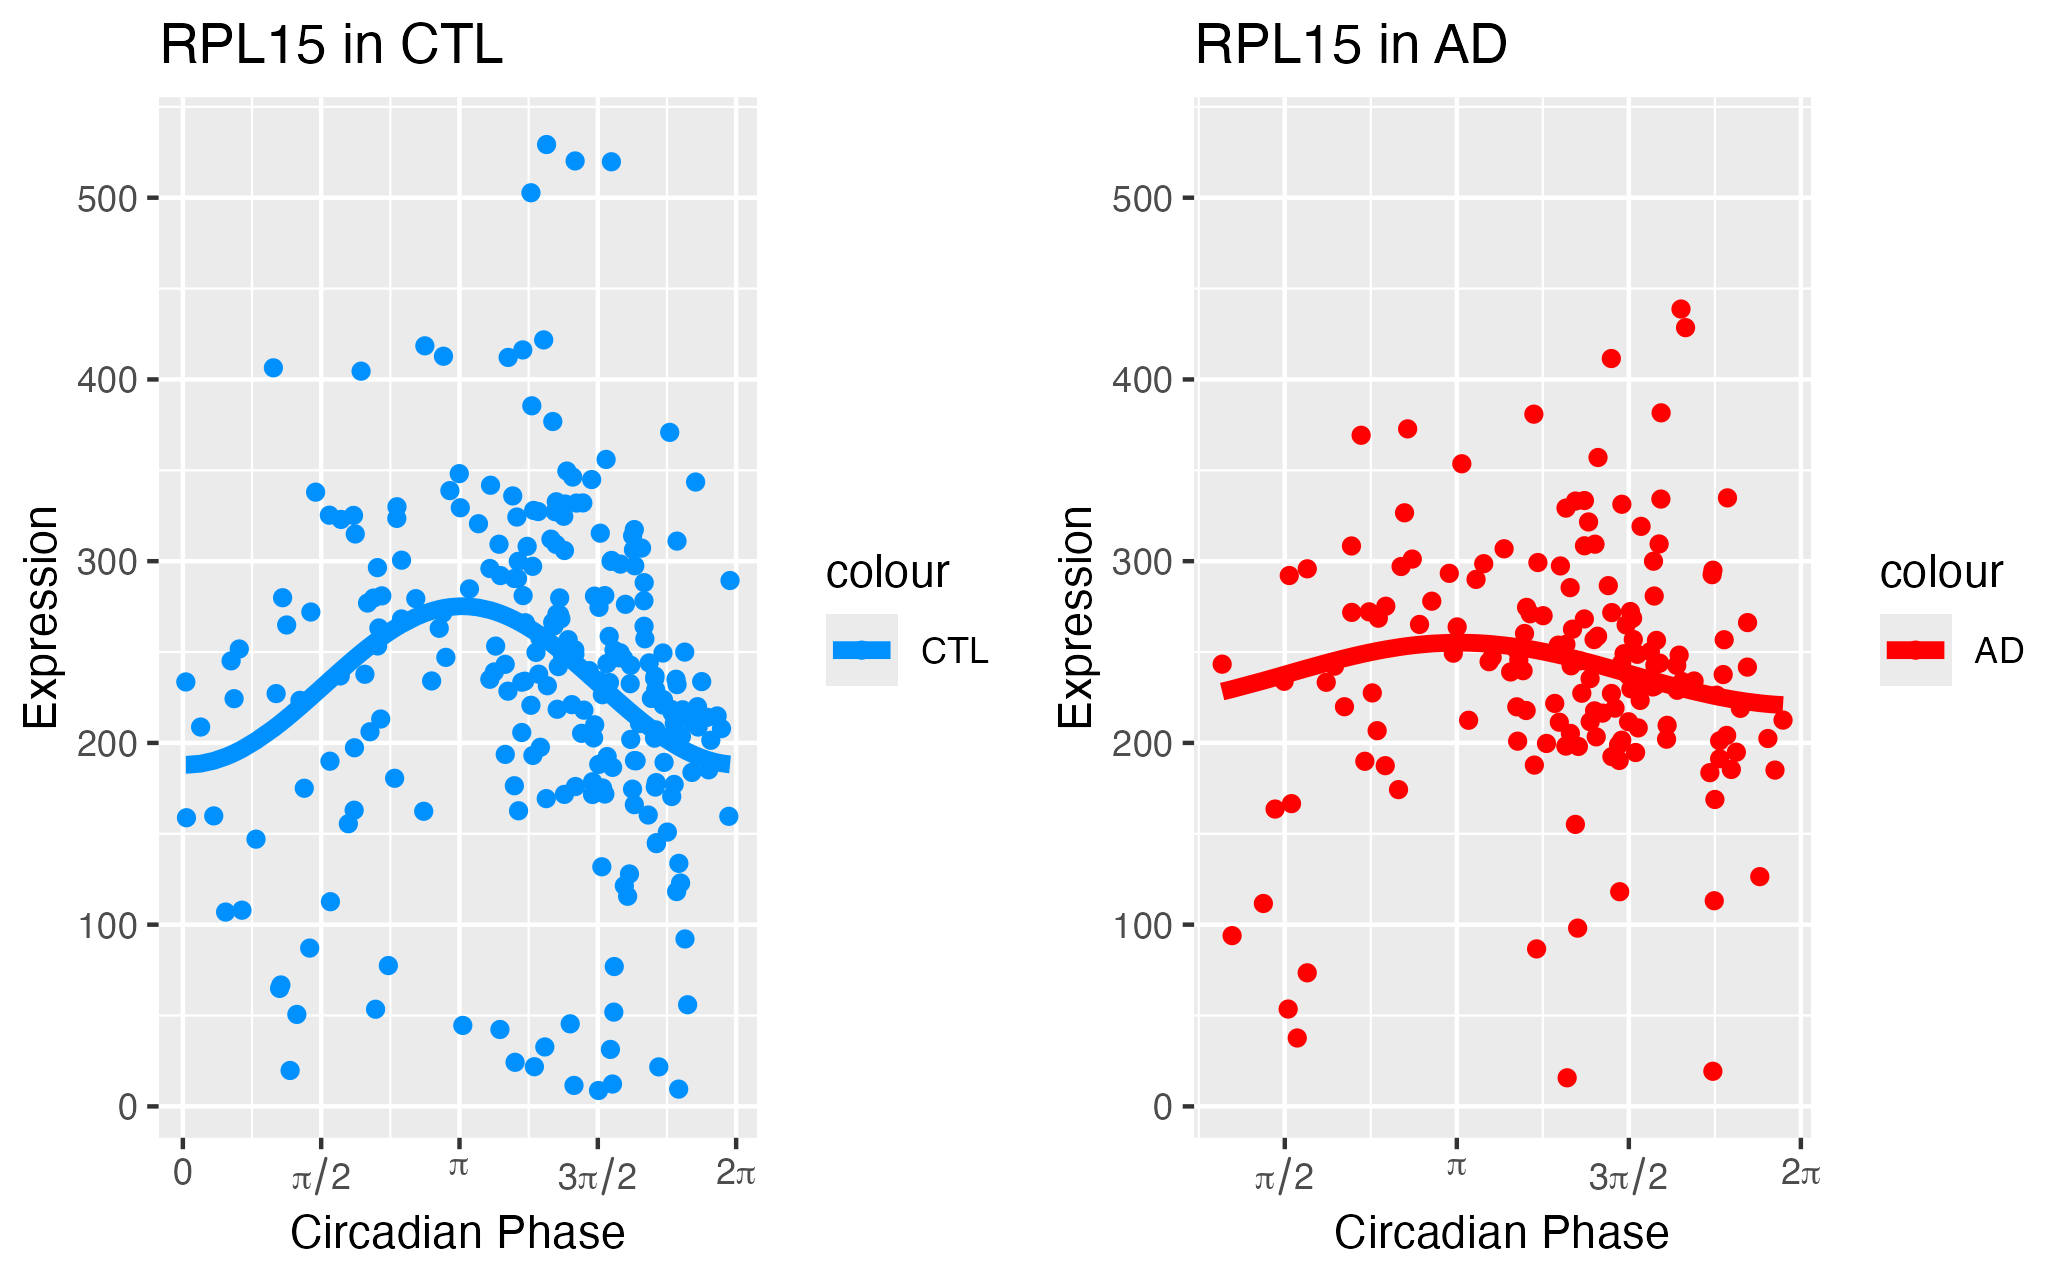 RPL15 in CTL
500
400
300
200
100
0
Expression
0 π/2 π 3π/2 2π
Circadian Phase
colour
CTL
RPL15 in AD
500
400
300
200
100
0
Expression
π/2 π 3π/2 2π
Circadian Phase
colour
AD